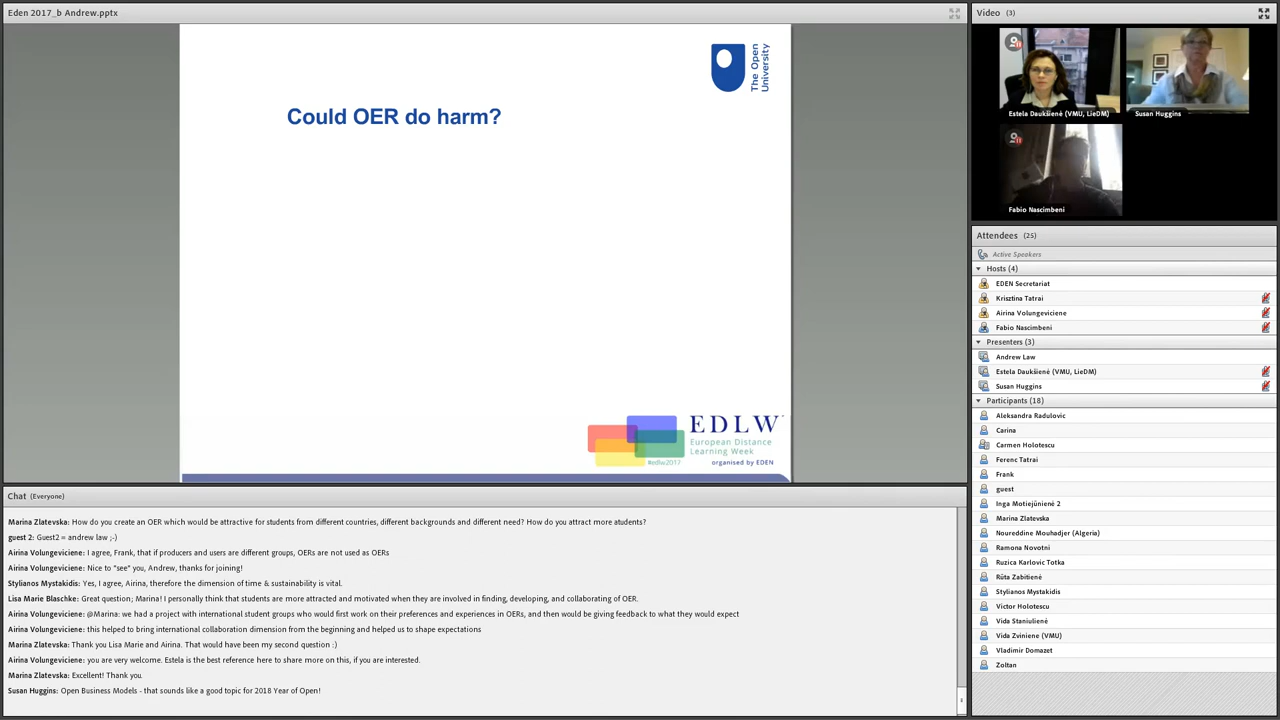 Eden 2017_b Andrew.pptx
Could OER do harm?
The Open
University
EDLW
European Distance
Learning Week
#edlw2017
organised by EDEN
Chat (Everyone)
Marina Zlatevska: How do you create an OER which would be attractive for students from different countries, different backgrounds and different need? How do you attract more atudents?
guest 2: Guest2 = andrew law ;-)
Airina Volungeviciene: I agree, Frank, that if producers and users are different groups, OERs are not used as OERs
Airina Volungeviciene: Nice to "see" you, Andrew, thanks for joining!
Stylianos Mystakidis: Yes, I agree, Airina, therefore the dimension of time & sustainability is vital.
Lisa Marie Blaschke: Great question, Marina! I personally think that students are more attracted and motivated when they are involved in finding, developing, and collaborating of OER.
Airina Volungeviciene: @Marina: we had a project with international student groups who would first work on their preferences and experiences in OERs, and then would be giving feedback to what they would expect
Airina Volungeviciene: this helped to bring international collaboration dimension from the beginning and helped us to shape expectations
Marina Zlatevska: Thank you Lisa Marie and Airina. That would have been my second question :)
Airina Volungeviciene: you are very welcome. Estela is the best reference here to share more on this, if you are interested.
Marina Zlatevska: Excellent! Thank you.
Susan Huggins: Open Business Models - that sounds like a good topic for 2018 Year of Open!
Video (3)
Estela Daukšienė (VMU, LieDM)
Susan Huggins
Fabio Nascimbeni
Attendees (25)
Active Speakers
Hosts (4)
EDEN Secretariat
Krisztina Tatrai
Airina Volungeviciene
Fabio Nascimbeni
Presenters (3)
Andrew Law
Estela Daukšienė (VMU, LieDM)
Susan Huggins
Participants (18)
Aleksandra Radulovic
Carina
Carmen Holotescu
Ferenc Tatrai
Frank
guest
Inga Motiejūnienė 2
Marina Zlatevska
Noureddine Mouhadjer (Algeria)
Ramona Novotni
Ruzica Karlovic Totka
Rūta Zabitienė
Stylianos Mystakidis
Victor Holotescu
Vida Staniulienė
Vida Zviniene (VMU)
Vladimir Domazet
Zoltan